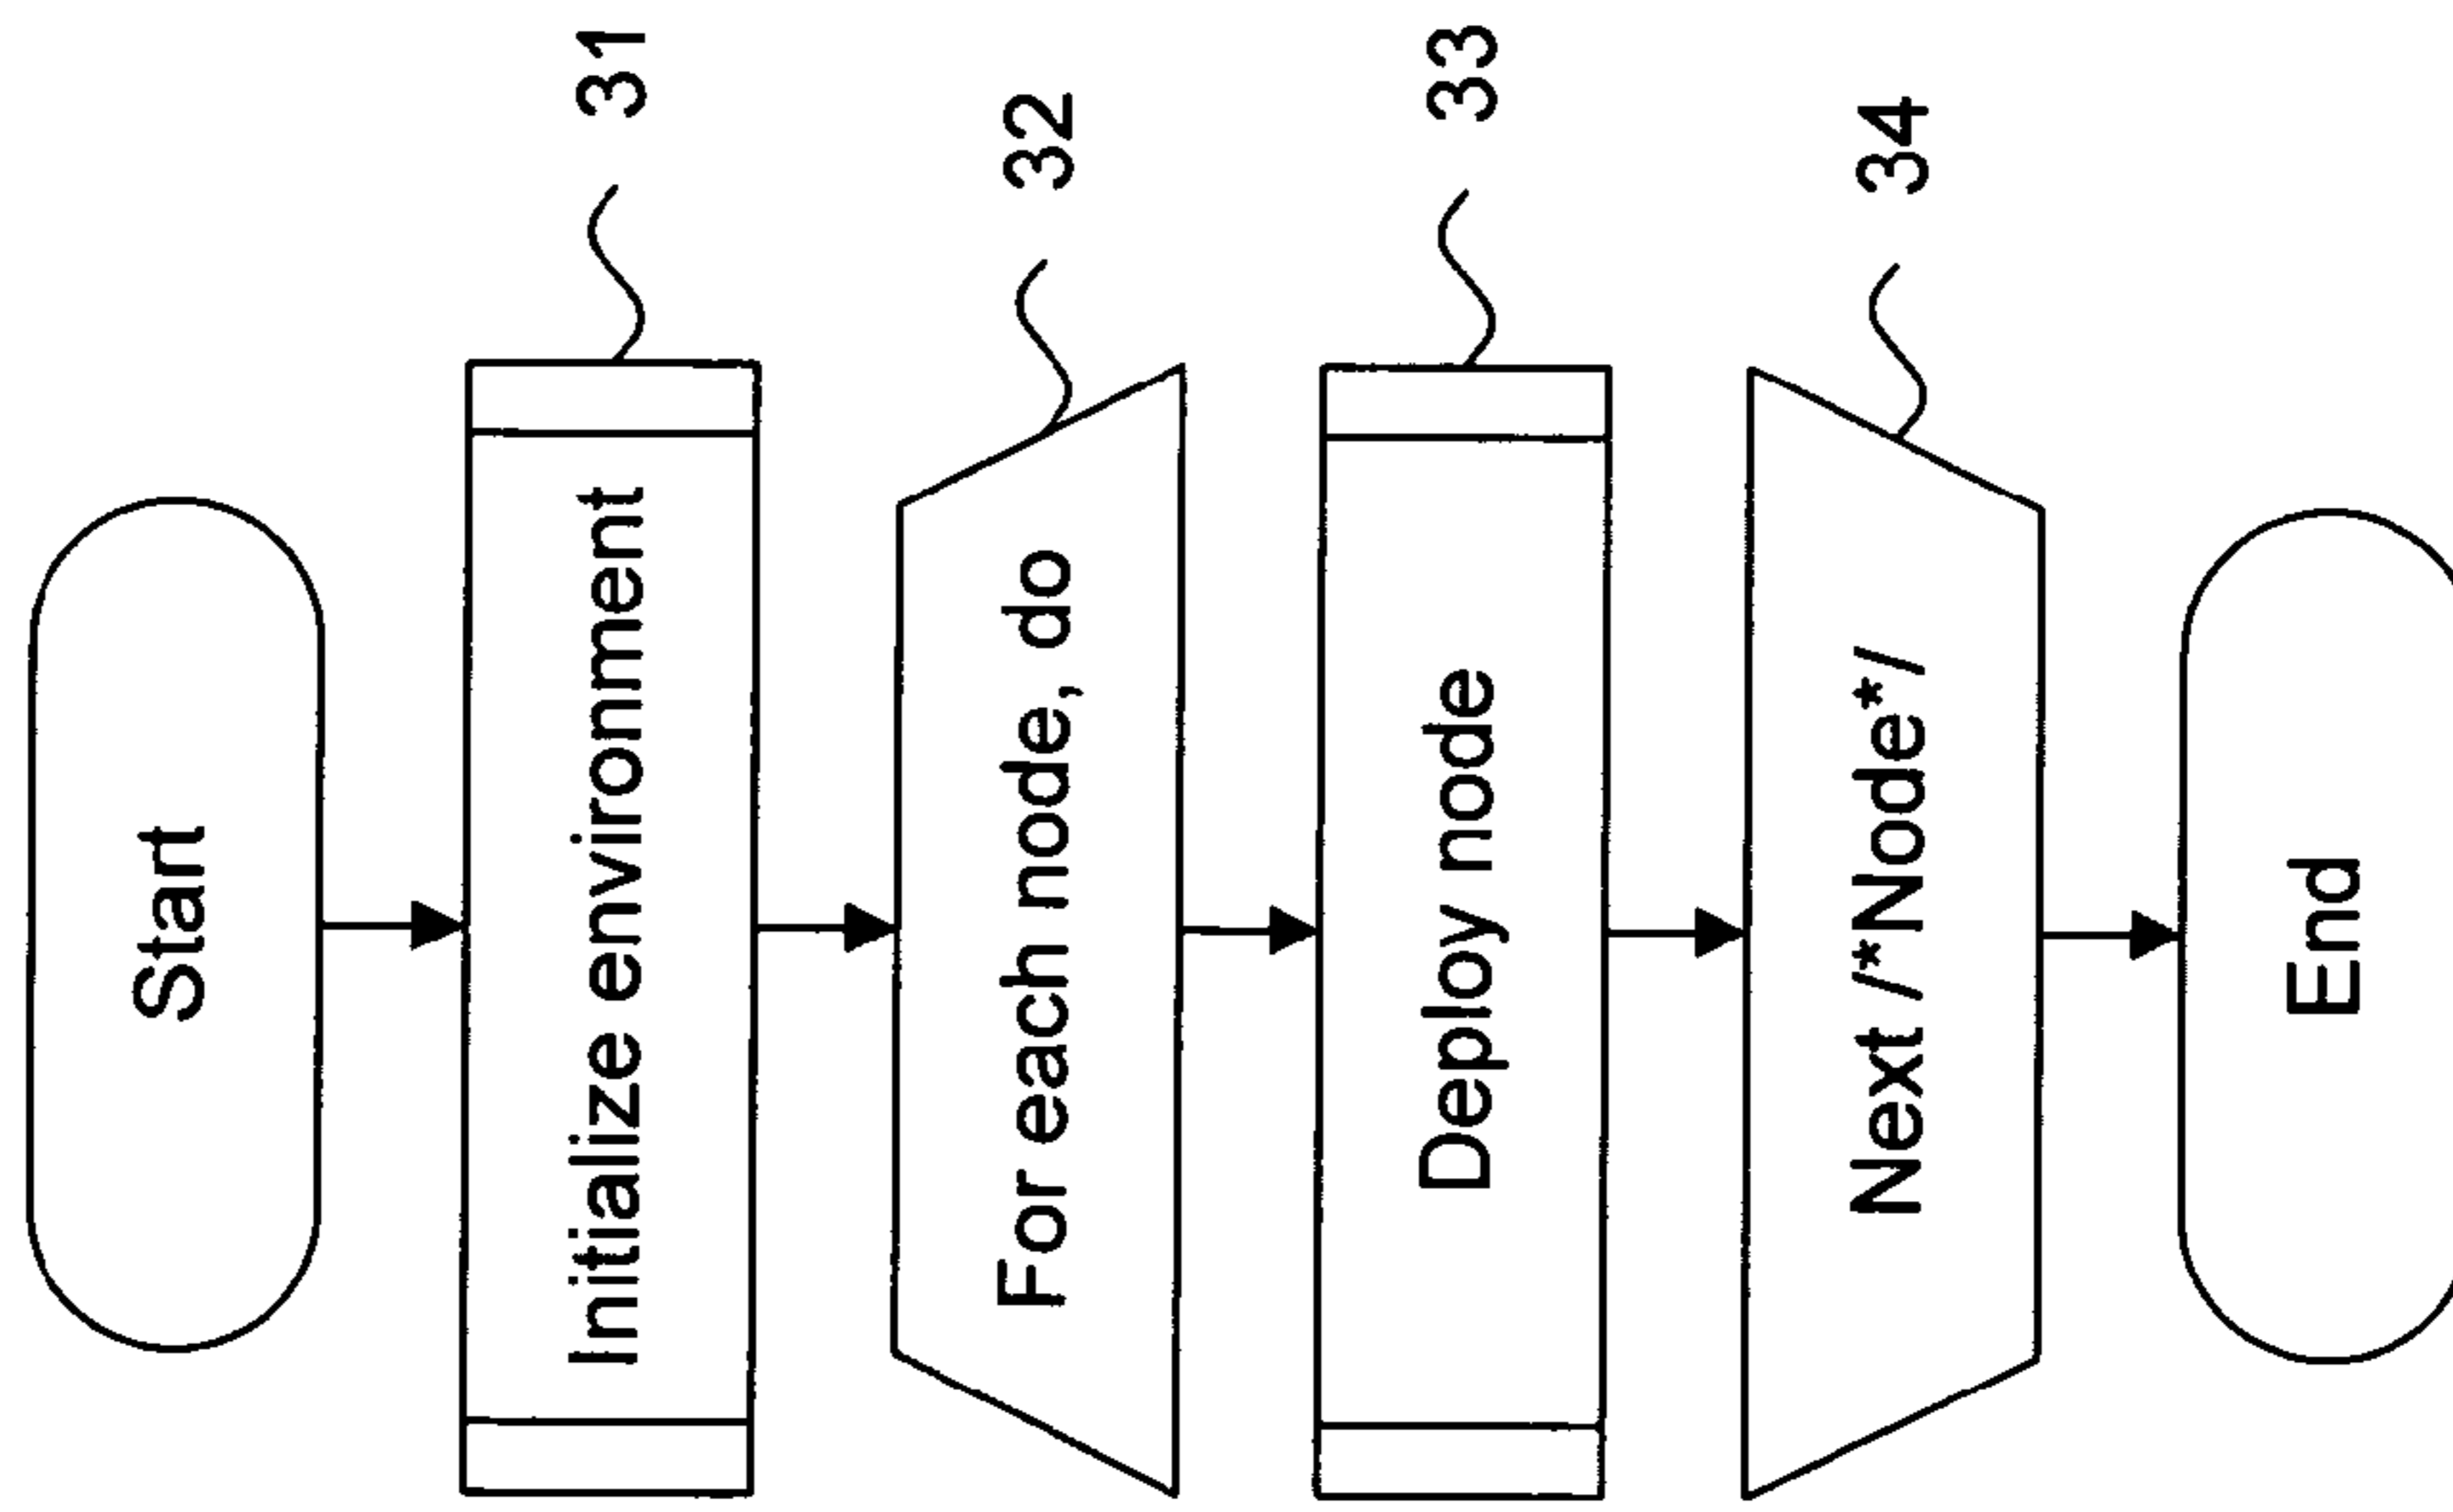 Start
Initialize environment
31
For each node, do
32
Deploy node
33
Next /*Node*/
34
End